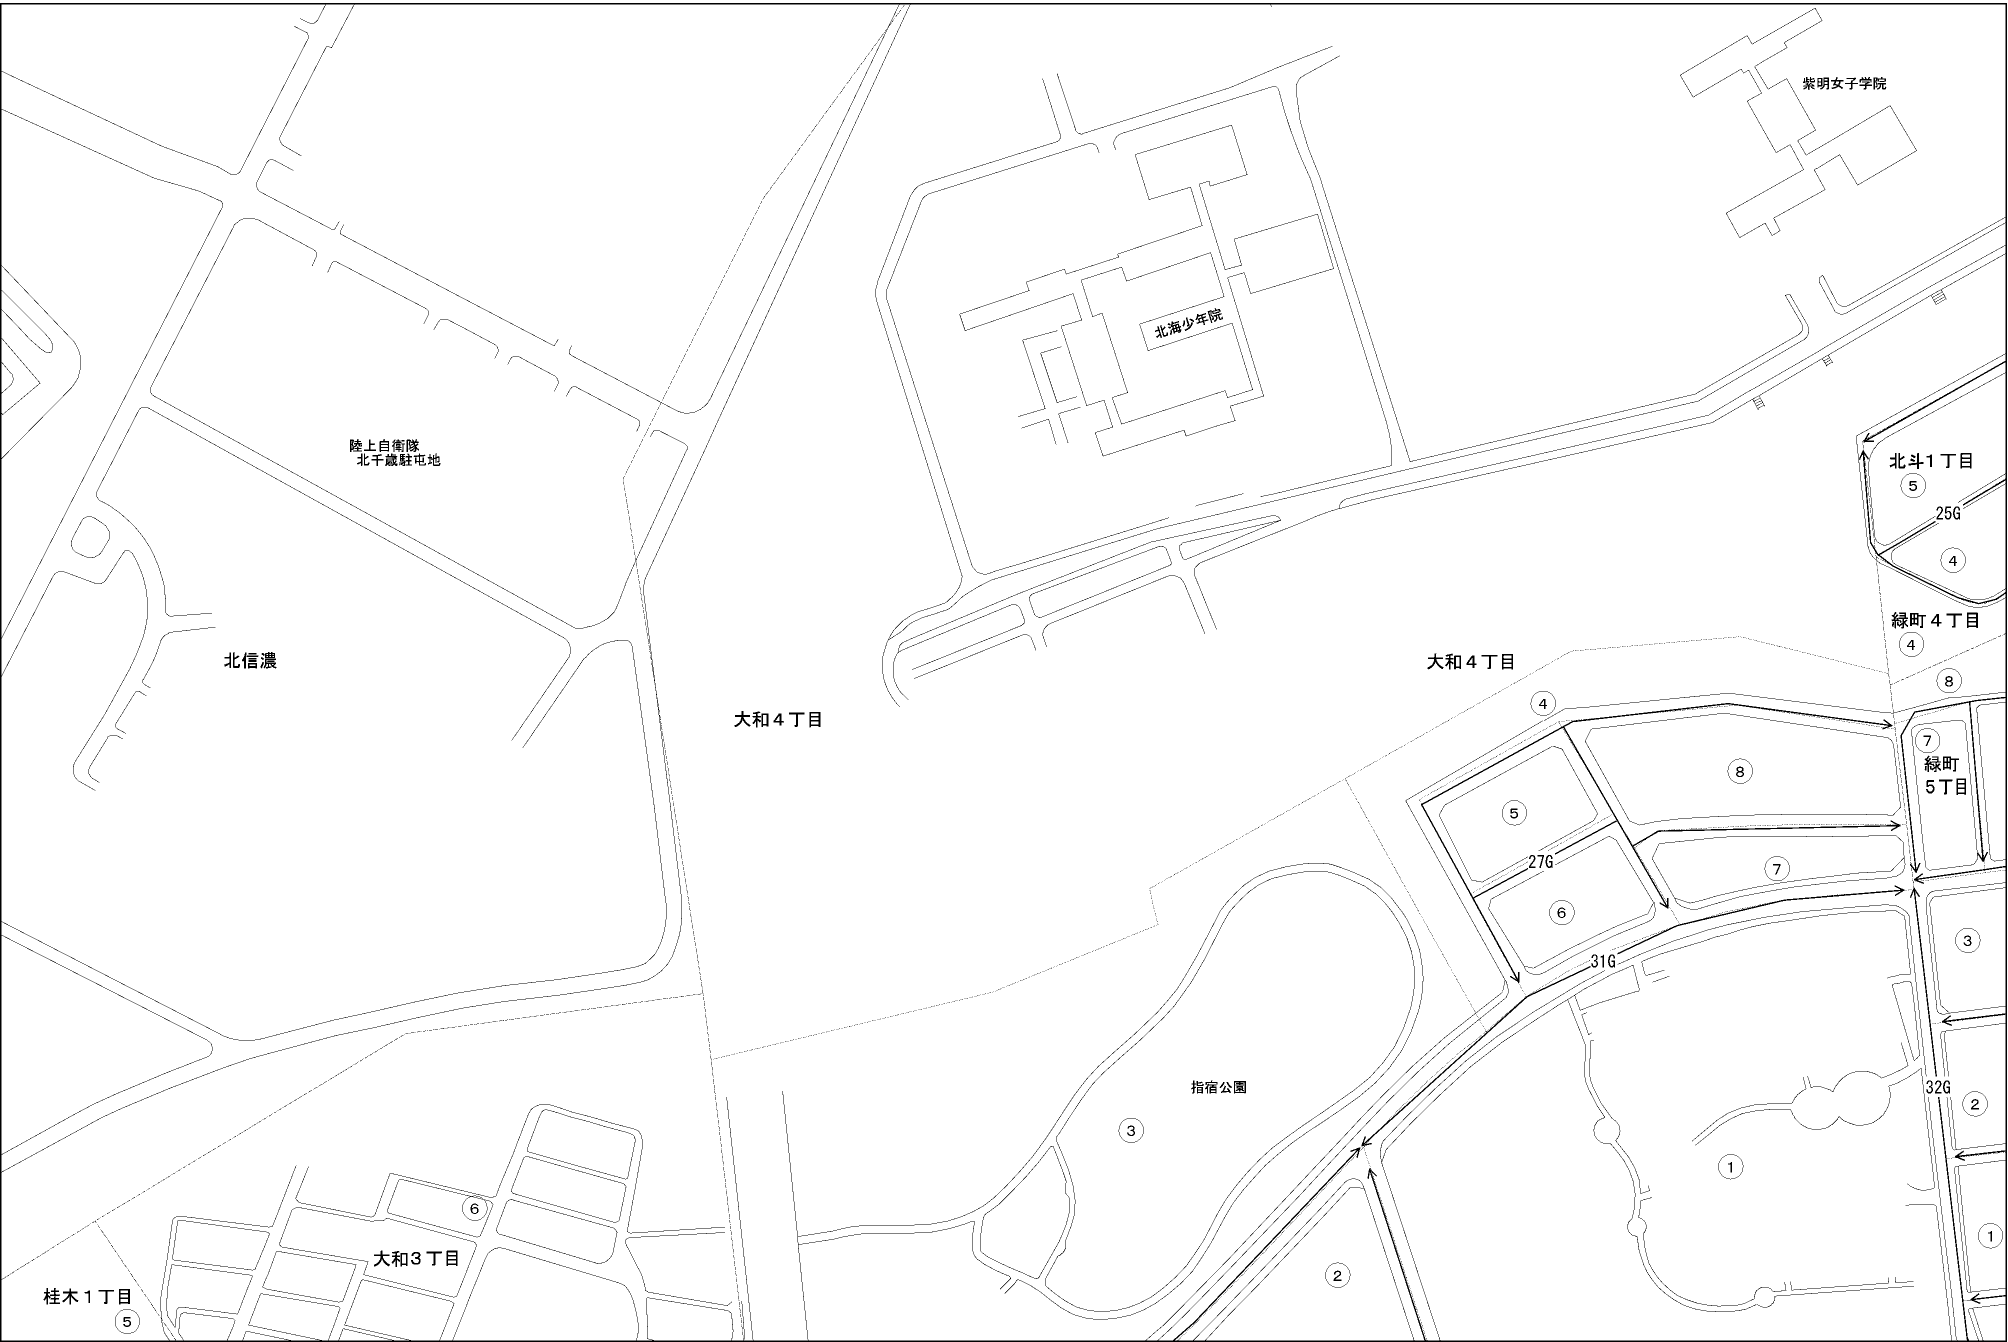 紫明女子学院
北海少年院
陸上自衛隊
北千歳駐屯地
北斗１丁目
5
25G
4
緑町４丁目
4
北信濃
大和４丁目
8
4
大和４丁目
7
緑町
５丁目
8
5
27G
7
6
3
31G
指宿公園
32G
2
3
1
6
1
大和３丁目
2
桂木１丁目
5